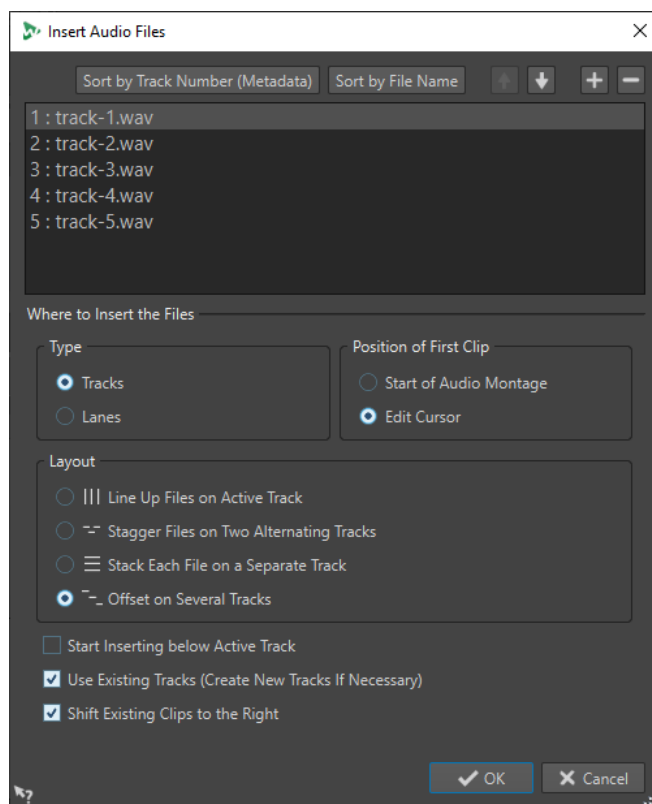 Insert Audio Files
Sort by Track Number (Metadata) Sort by File Name
1 : track-1.wav
2 : track-2.wav
3 : track-3.wav
4 : track-4.wav
5 : track-5.wav
Where to Insert the Files
Type Position of First Clip
Tracks Start of Audio Montage
Lanes Edit Cursor
Layout
Line Up Files on Active Track
Stagger Files on Two Alternating Tracks
Stack Each File on a Separate Track
Offset on Several Tracks
Start Inserting below Active Track
Use Existing Tracks (Create New Tracks If Necessary)
Shift Existing Clips to the Right
OK Cancel